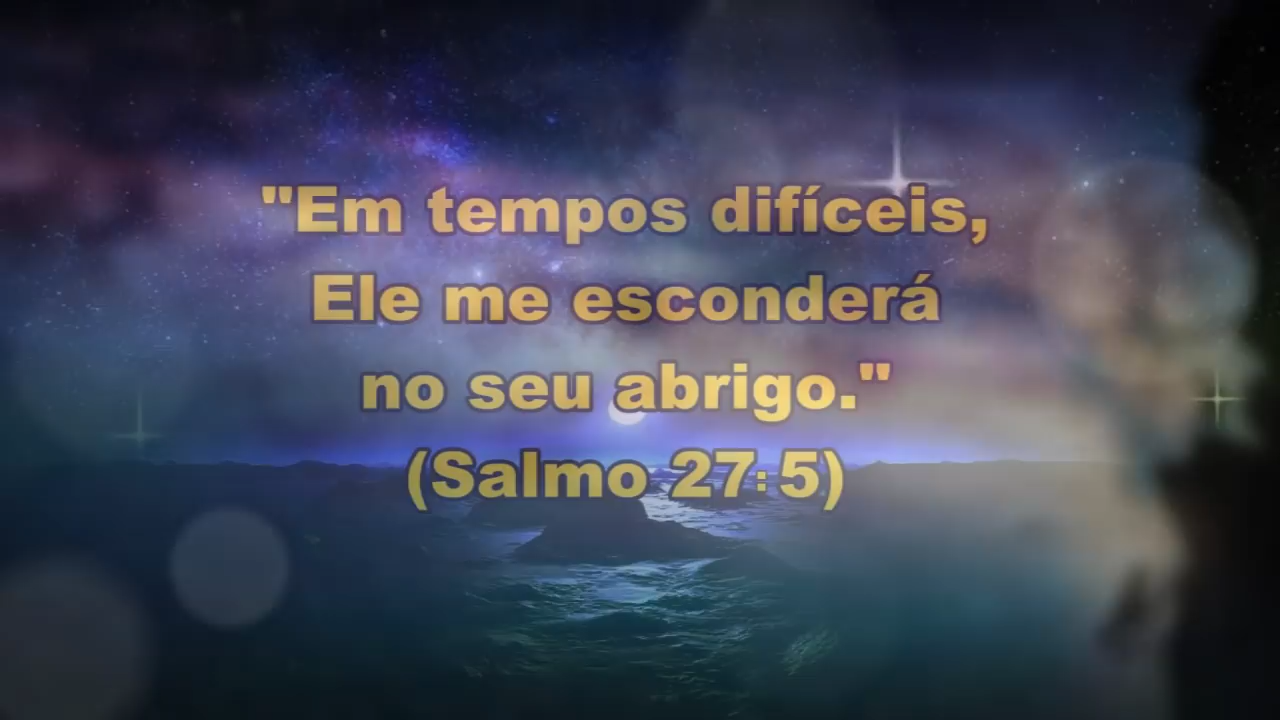 "Em tempos difíceis,
Ele me esconderá
no seu abrigo."
(Salmo 27:5)